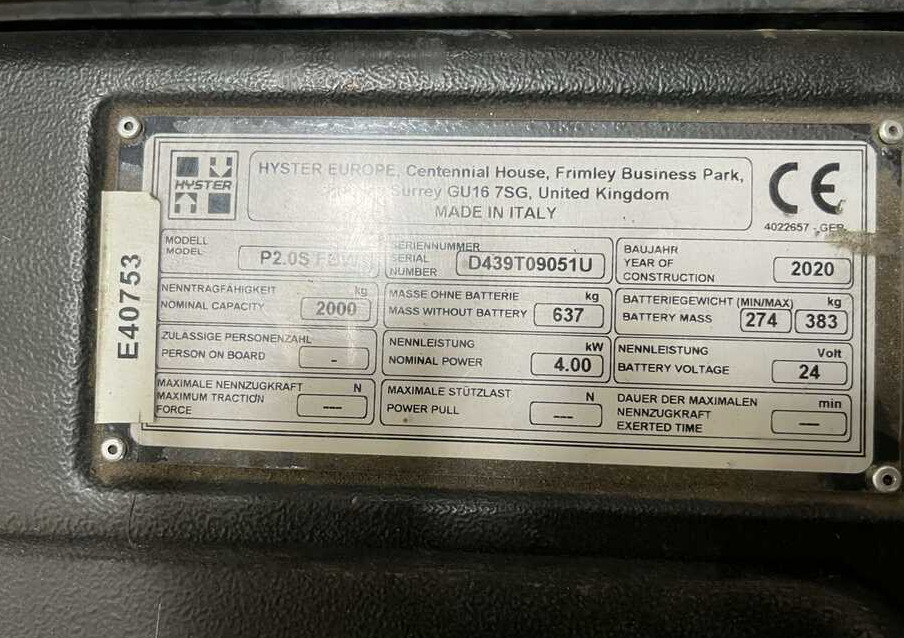 HYSTER
HYSTER EUROPE, Centennial House, Frimley Business Park,
Surrey GU16 7SG, United Kingdom
MADE IN ITALY
CE
4022657 - GER
MODELL
MODEL
P2.0S
SERIENNUMMER
SERIAL
NUMBER
D439T09051U
BAUJAHR
YEAR OF
CONSTRUCTION
2020
NENNTRAGFÄHIGKEIT kg
NOMINAL CAPACITY
2000
MASSE OHNE BATTERIE kg
MASS WITHOUT BATTERY
637
BATTERIEGEWICHT (MIN/MAX) kg
BATTERY MASS
274 383
ZULÄSSIGE PERSONENZAHL
PERSON ON BOARD
-
NENNLEISTUNG kW
NOMINAL POWER
4.00
NENNLEISTUNG Volt
BATTERY VOLTAGE
24
MAXIMALE NENNZUGKRAFT N
MAXIMUM TRACTION
FORCE
---
MAXIMALE STÜTZLAST N
POWER PULL
---
DAUER DER MAXIMALEN min
NENNZUGKRAFT
EXERTED TIME
---
E40753